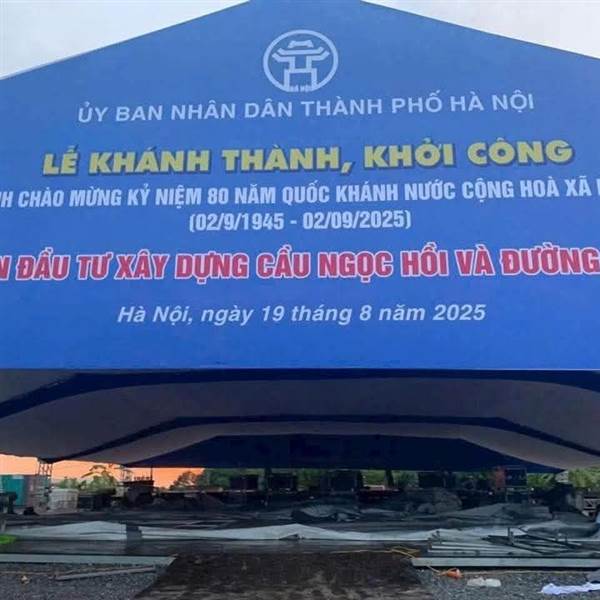 HÀ NỘI
ỦY BAN NHÂN DÂN THÀNH PHỐ HÀ NỘI
LỄ KHÁNH THÀNH, KHỞI CÔNG
CHÀO MỪNG KỶ NIỆM 80 NĂM QUỐC KHÁNH NƯỚC CỘNG HOÀ XÃ
(02/9/1945 - 02/09/2025)
ĐẦU TƯ XÂY DỰNG CẦU NGỌC HỒI VÀ ĐƯỜNG
Hà Nội, ngày 19 tháng 8 năm 2025